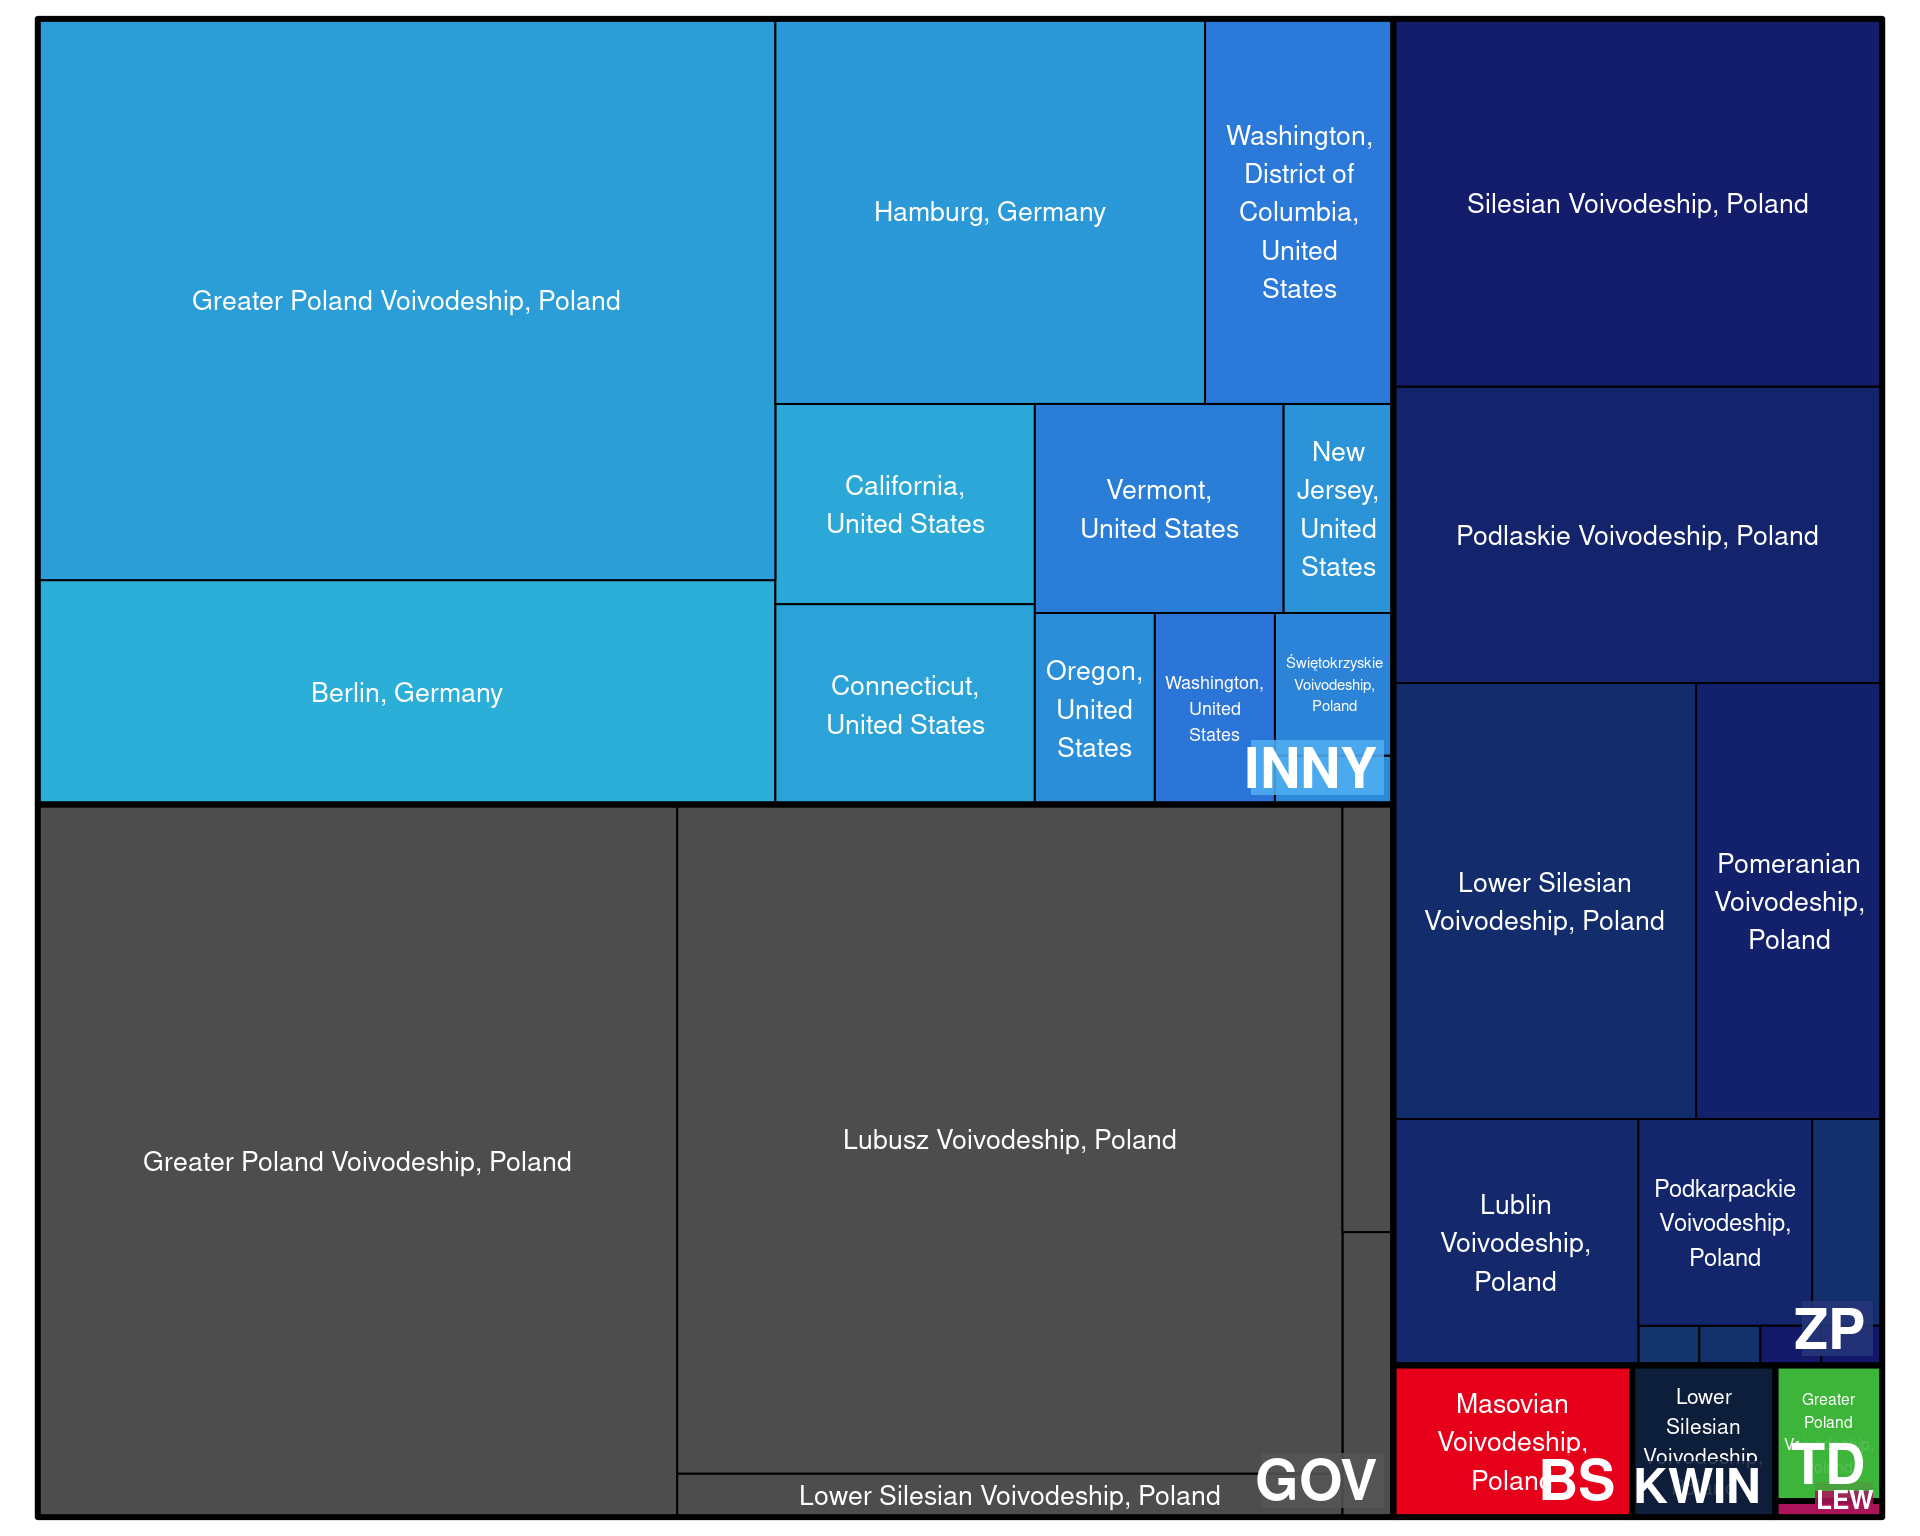 Greater Poland Voivodeship, Poland
Hamburg, Germany
Washington,
District of
Columbia,
United
States
Berlin, Germany
California,
United States
Vermont,
United States
New
Jersey,
United
States
Connecticut,
United States
Oregon,
United
States
Washington,
United
States
Świętokrzyskie
Voivodeship,
Poland
INNY
Greater Poland Voivodeship, Poland
Lubusz Voivodeship, Poland
Lower Silesian Voivodeship, Poland
GOV
Silesian Voivodeship, Poland
Podlaskie Voivodeship, Poland
Lower Silesian
Voivodeship, Poland
Pomeranian
Voivodeship,
Poland
Lublin
Voivodeship,
Poland
Podkarpackie
Voivodeship,
Poland
ZP
Masovian
Voivodeship,
Poland
BS
Lower
Silesian
Voivodeship,
KWIN
Greater
Poland
TD
LEW